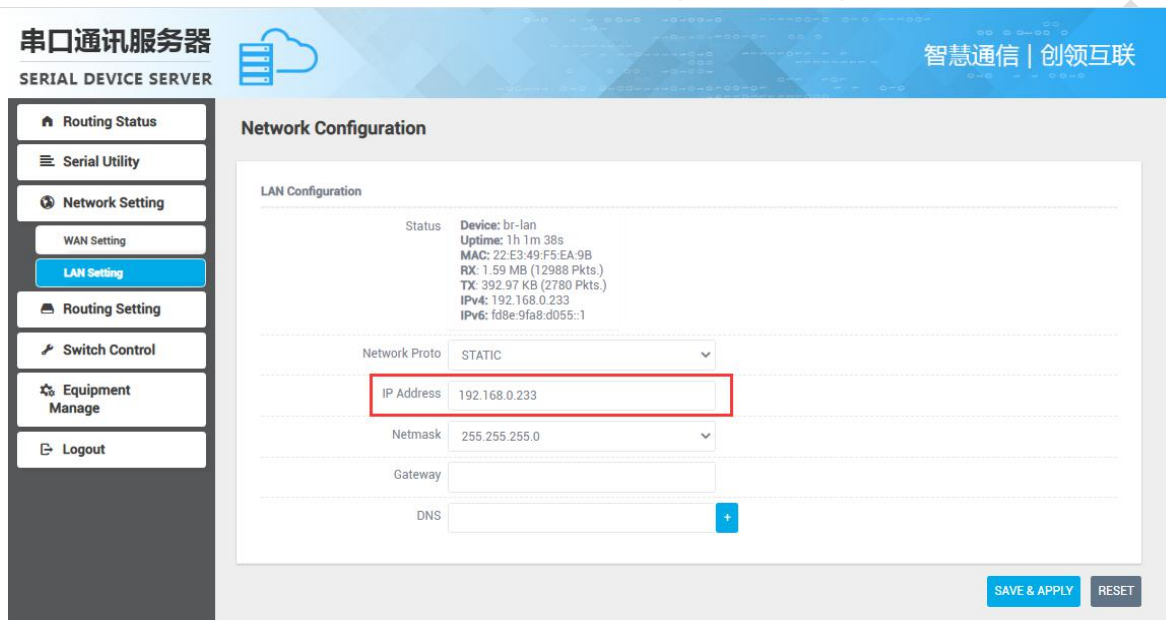 串口通讯服务器
SERIAL DEVICE SERVER
智慧通信 | 创领互联
Routing Status
Serial Utility
Network Setting
WAN Setting
LAN Setting
Routing Setting
Switch Control
Equipment
Manage
Logout
Network Configuration
LAN Configuration
Status
Device: br-lan
Uptime: 1h 1m 38s
MAC: 22:E3:49:F5:EA:9B
RX: 1.59 MB (12988 Pkts.)
TX: 392.97 KB (2780 Pkts.)
IPv4: 192.168.0.233
IPv6: fd8e:9fa8:d055::1
Network Proto STATIC
IP Address 192.168.0.233
Netmask 255.255.255.0
Gateway
DNS +
SAVE & APPLY RESET